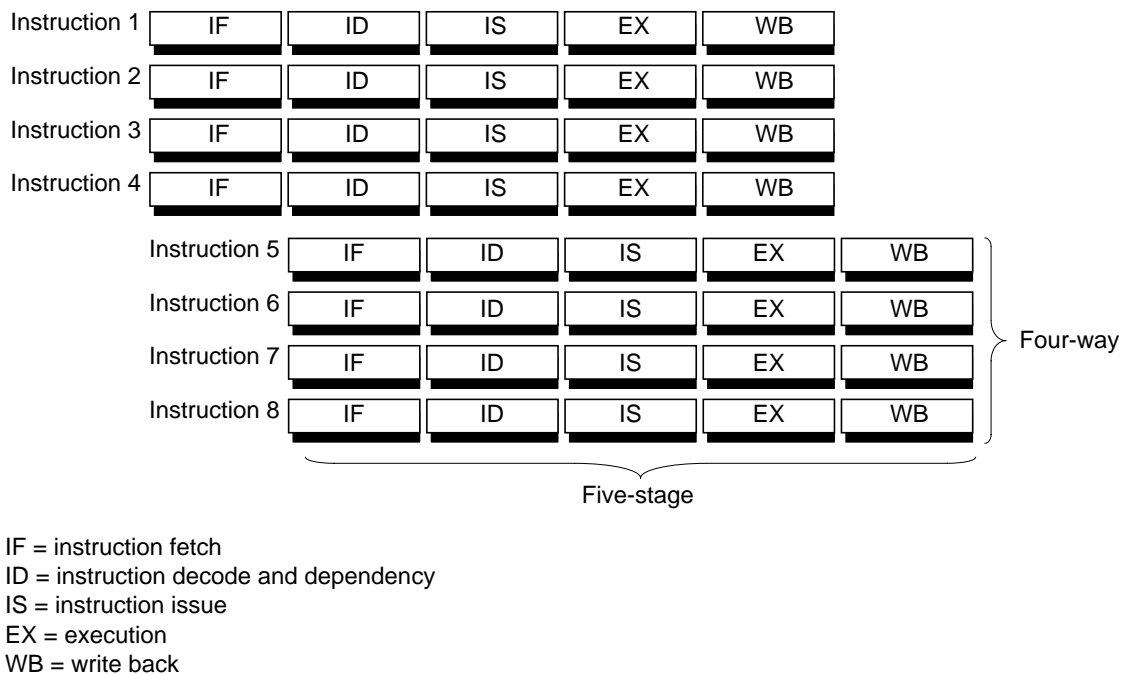 Instruction 1 IF ID IS EX WB
Instruction 2 IF ID IS EX WB
Instruction 3 IF ID IS EX WB
Instruction 4 IF ID IS EX WB
Instruction 5 IF ID IS EX WB
Instruction 6 IF ID IS EX WB
Instruction 7 IF ID IS EX WB
Instruction 8 IF ID IS EX WB
Four-way
Five-stage
IF = instruction fetch
ID = instruction decode and dependency
IS = instruction issue
EX = execution
WB = write back